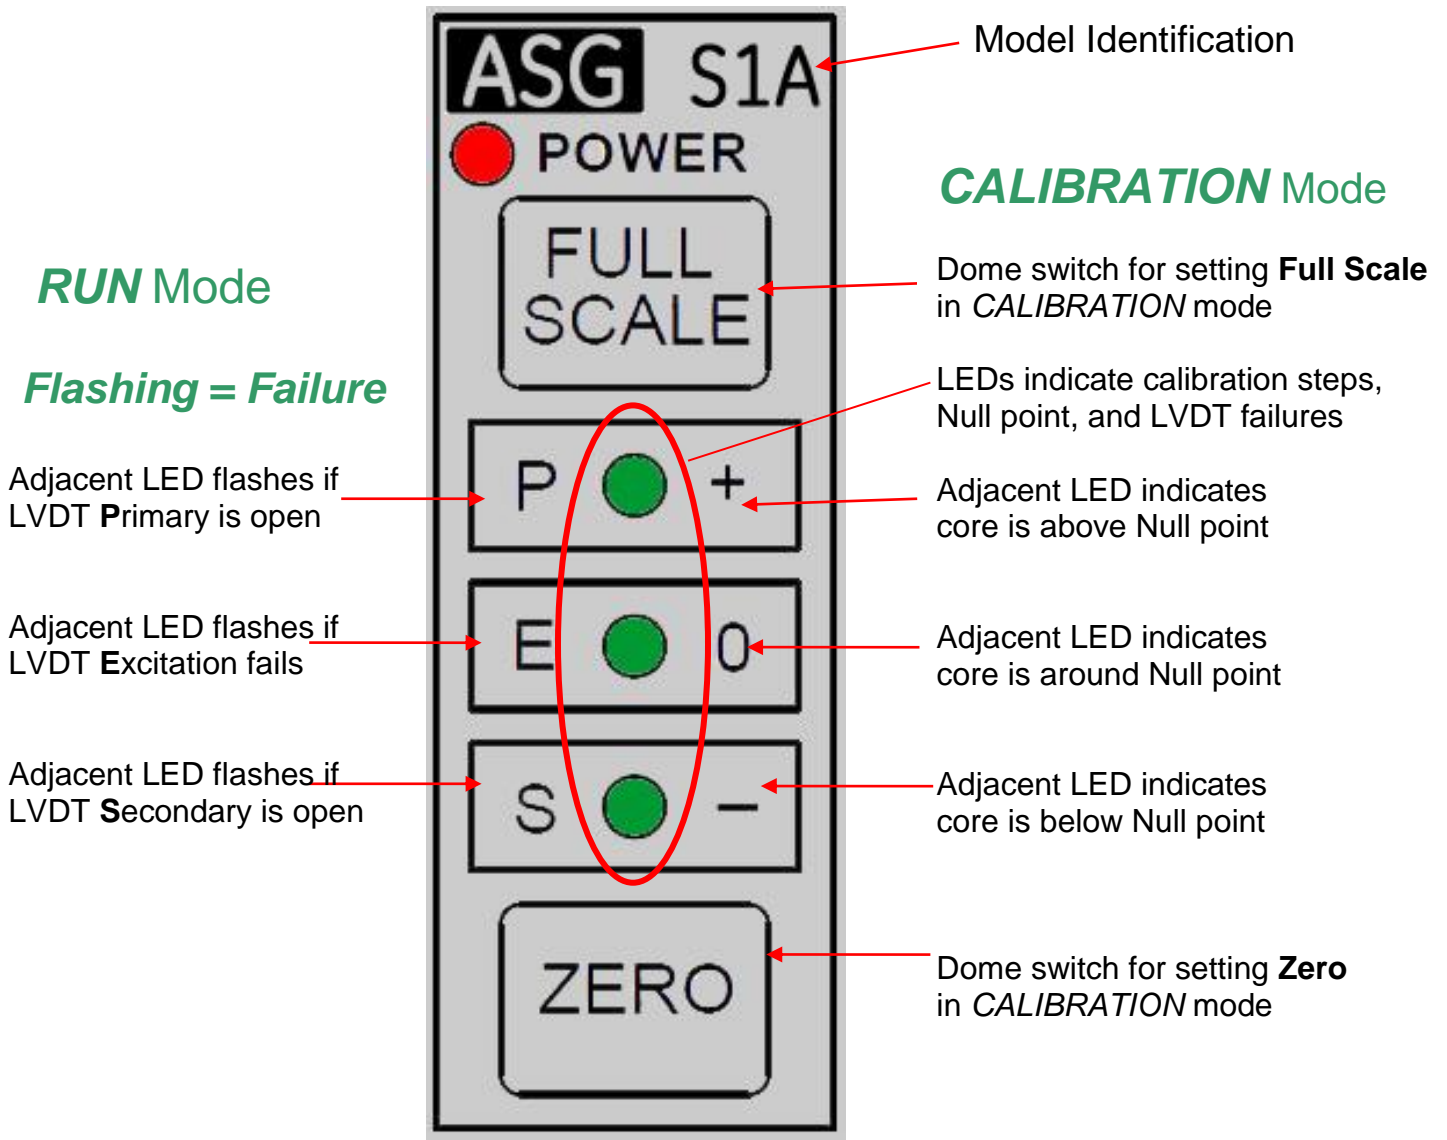 Model Identification
ASG S1A
POWER
FULL
SCALE
P +
E 0
S –
ZERO
RUN Mode
Flashing = Failure
Adjacent LED flashes if
LVDT Primary is open
Adjacent LED flashes if
LVDT Excitation fails
Adjacent LED flashes if
LVDT Secondary is open
CALIBRATION Mode
Dome switch for setting Full Scale
in CALIBRATION mode
LEDs indicate calibration steps,
Null point, and LVDT failures
Adjacent LED indicates
core is above Null point
Adjacent LED indicates
core is around Null point
Adjacent LED indicates
core is below Null point
Dome switch for setting Zero
in CALIBRATION mode